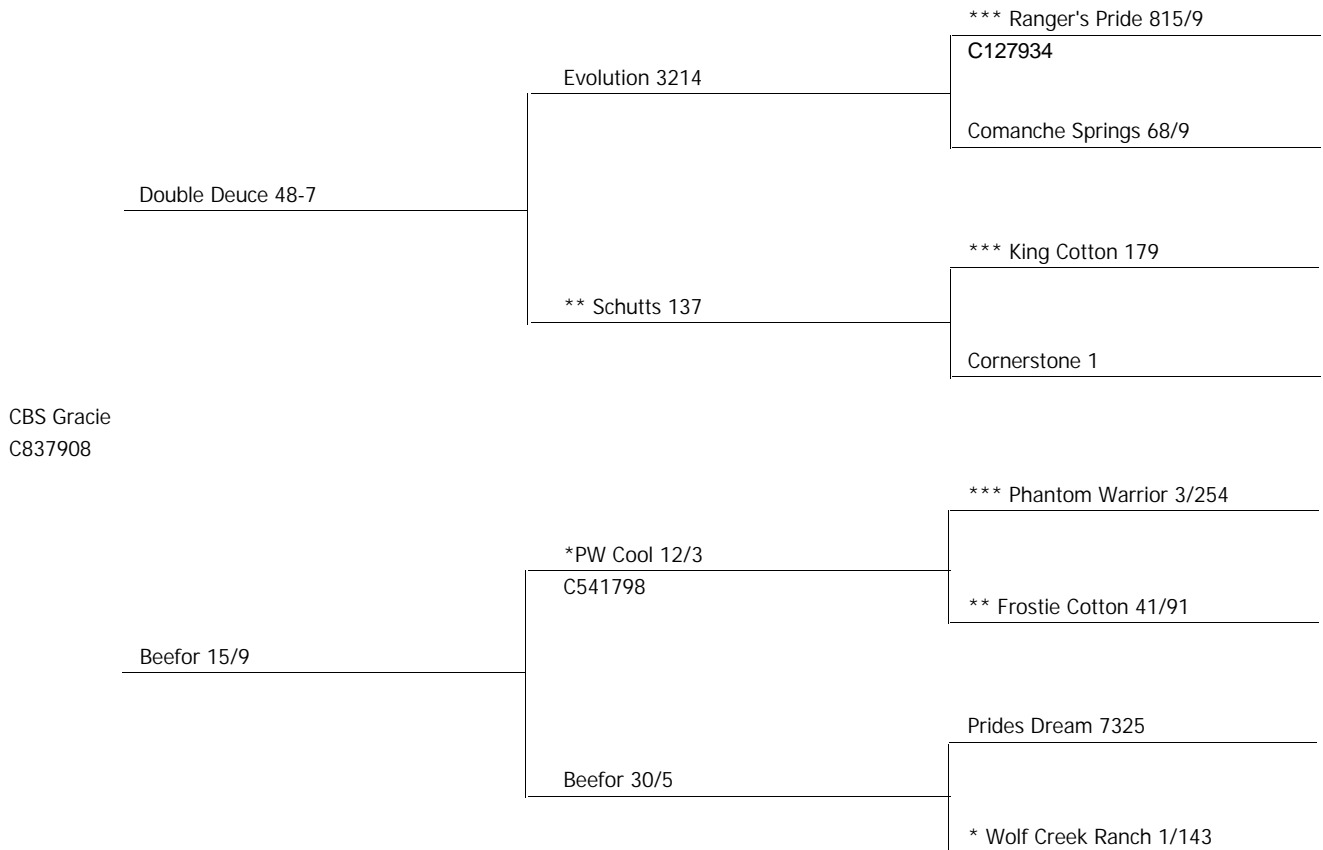 *** Ranger's Pride 815/9
C127934
Evolution 3214
Comanche Springs 68/9
Double Deuce 48-7
*** King Cotton 179
** Schutts 137
Cornerstone 1
CBS Gracie
C837908
*** Phantom Warrior 3/254
*PW Cool 12/3
C541798
** Frostie Cotton 41/91
Beefor 15/9
Prides Dream 7325
Beefor 30/5
* Wolf Creek Ranch 1/143